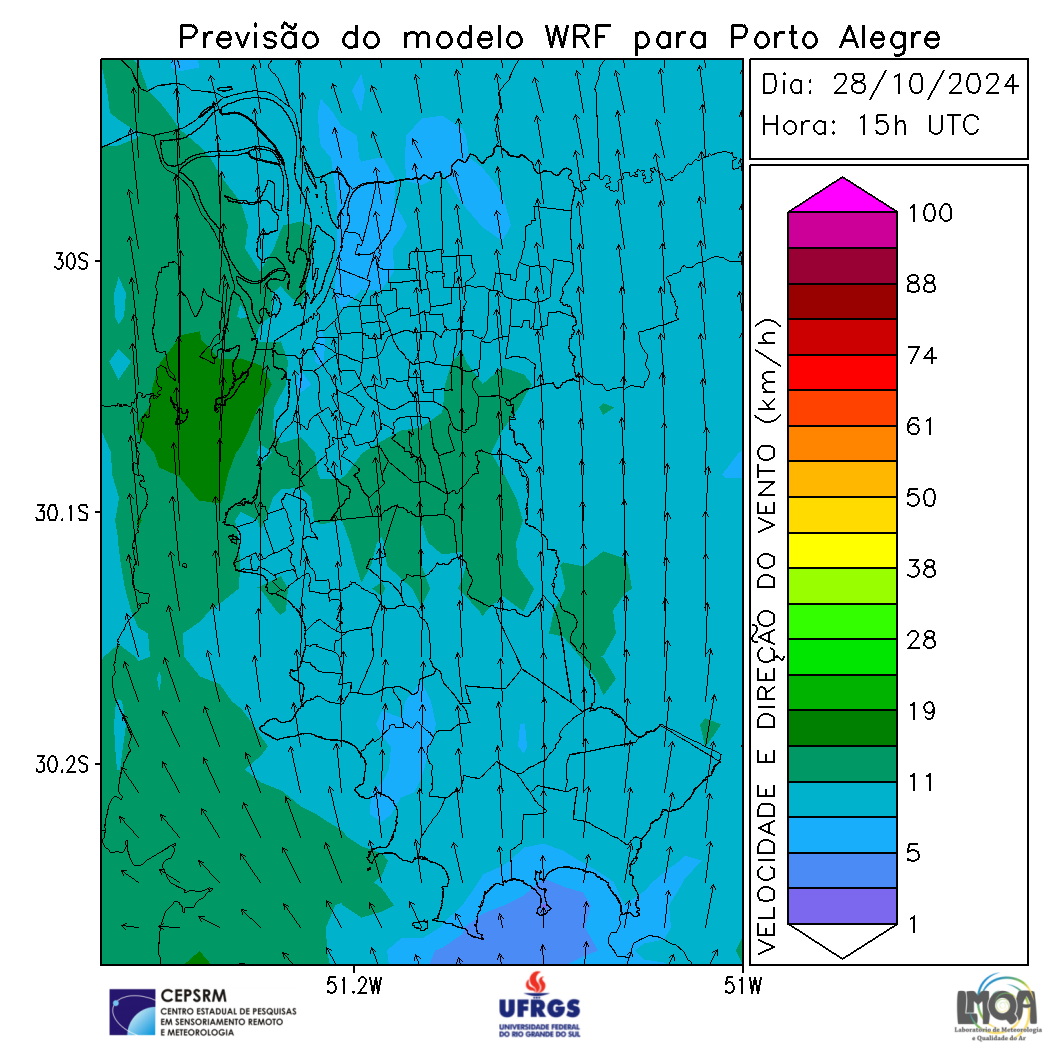 Previsão do modelo WRF para Porto Alegre
Dia: 28/10/2024
Hora: 15h UTC
30S
30.1S
30.2S
51.2W
51W
VELOCIDADE E DIREÇÃO DO VENTO (km/h)
100
88
74
61
50
38
28
19
11
5
1
CEPSRM
CENTRO ESTADUAL DE PESQUISAS
EM SENSORIAMENTO REMOTO
E METEOROLOGIA
UFRGS
UNIVERSIDADE FEDERAL
DO RIO GRANDE DO SUL
LMQA
Laboratório de Meteorologia
e Qualidade do Ar